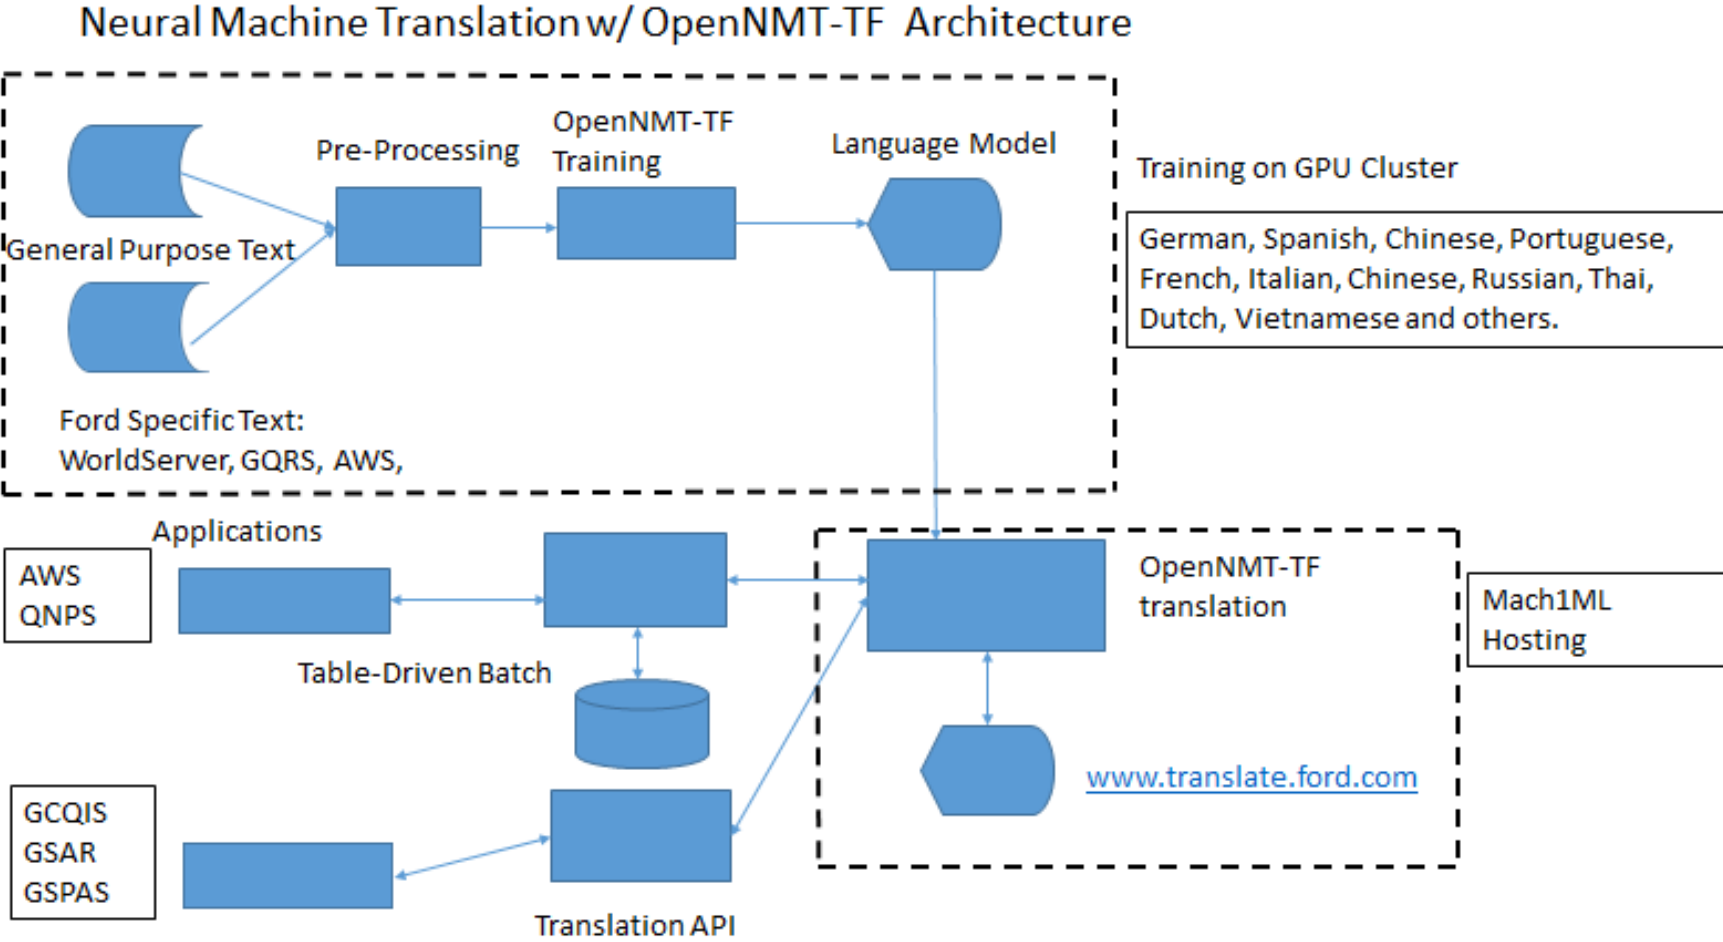 Neural Machine Translation w/ OpenNMT-TF Architecture
OpenNMT-TF
Training
Pre-Processing
Language Model
Training on GPU Cluster
General Purpose Text
German, Spanish, Chinese, Portuguese,
French, Italian, Chinese, Russian, Thai,
Dutch, Vietnamese and others.
Ford Specific Text:
WorldServer, GQRS, AWS,
Applications
AWS
QNPS
OpenNMT-TF
translation
Mach1ML
Hosting
Table-Driven Batch
www.translate.ford.com
GCQIS
GSAR
GSPAS
Translation API